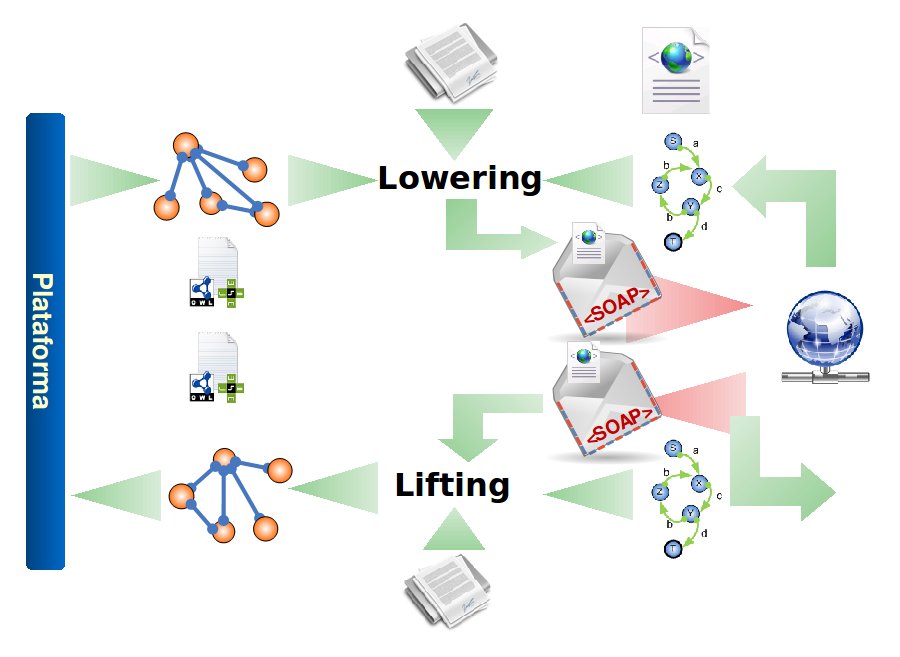 Plataforma
Lowering
Lifting
<SOAP>
<SOAP>
< >
S
a
b
X
Z
c
Y
b
d
T
S
a
b
X
Z
c
Y
b
d
T
OWL
OWL